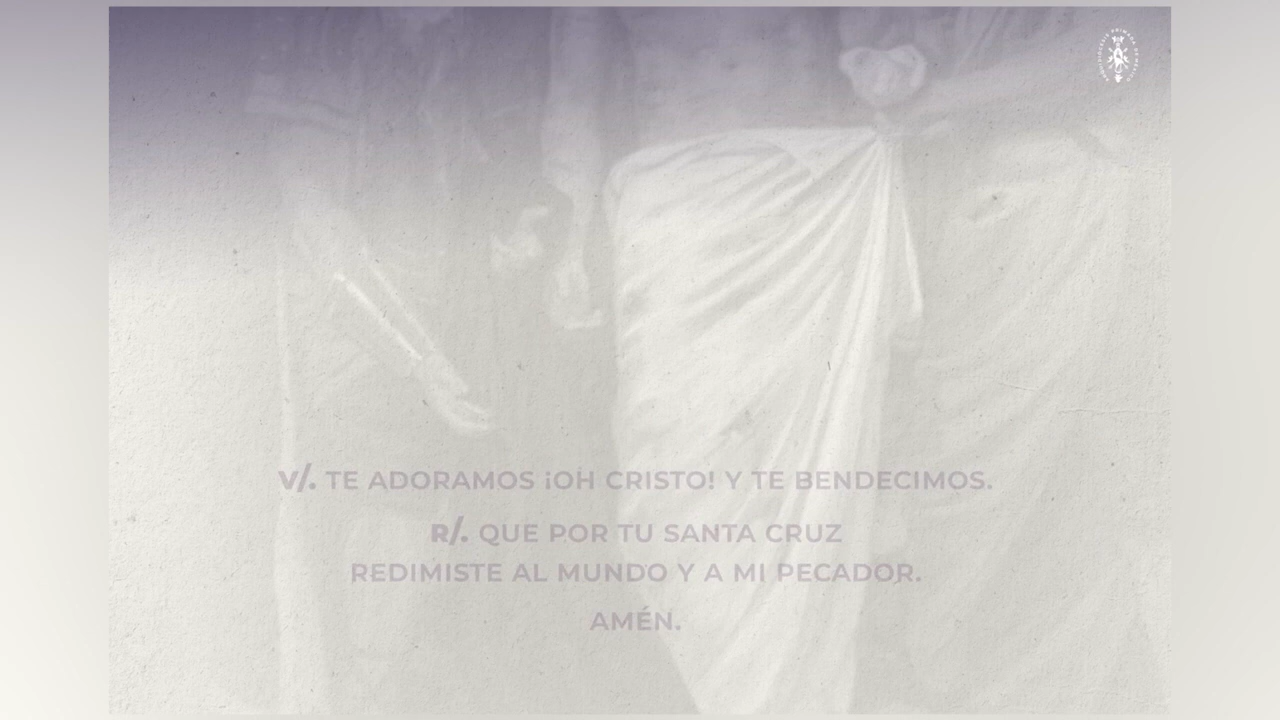 V/. TE ADORAMOS ¡OH CRISTO! Y TE BENDECIMOS.
R/. QUE POR TU SANTA CRUZ
REDIMISTE AL MUNDO Y A MI PECADOR.
AMÉN.